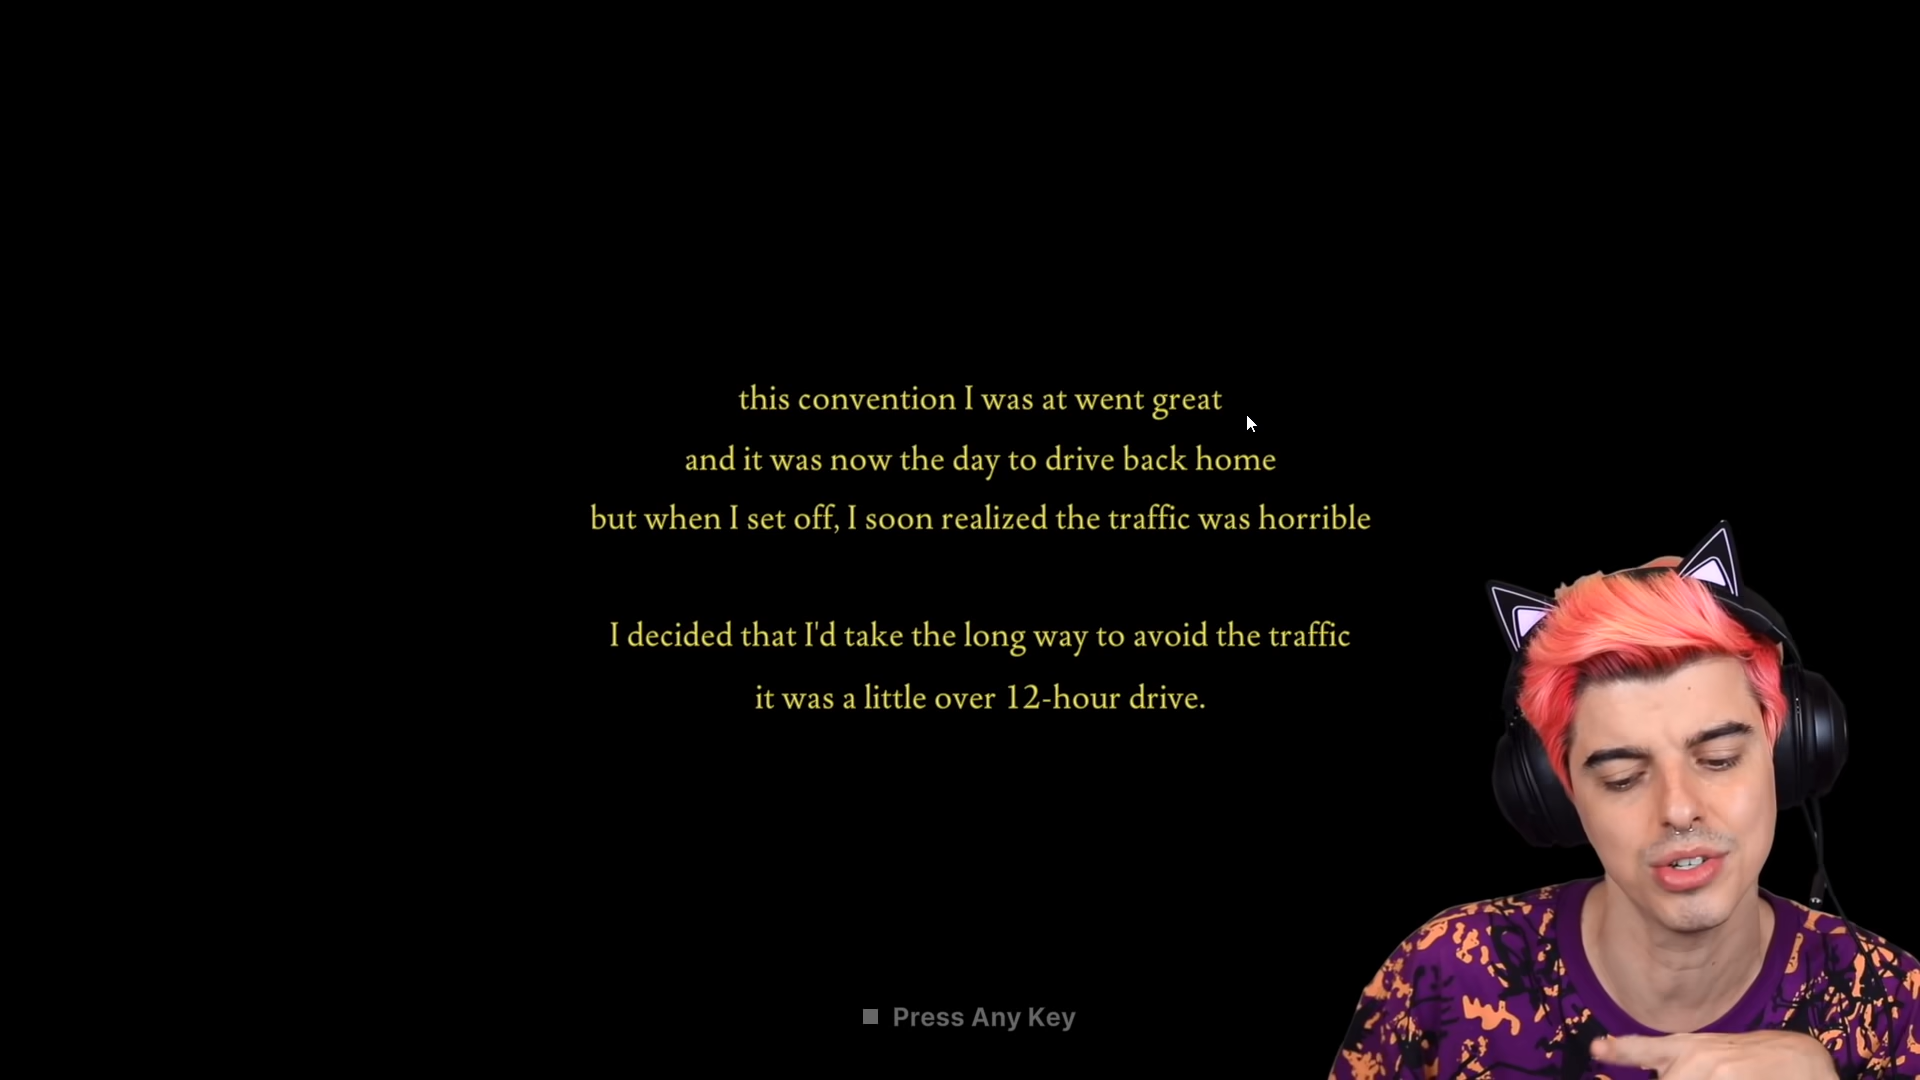 this convention I was at went great
and it was now the day to drive back home
but when I set off, I soon realized the traffic was horrible
I decided that I'd take the long way to avoid the traffic
it was a little over 12-hour drive.
Press Any Key